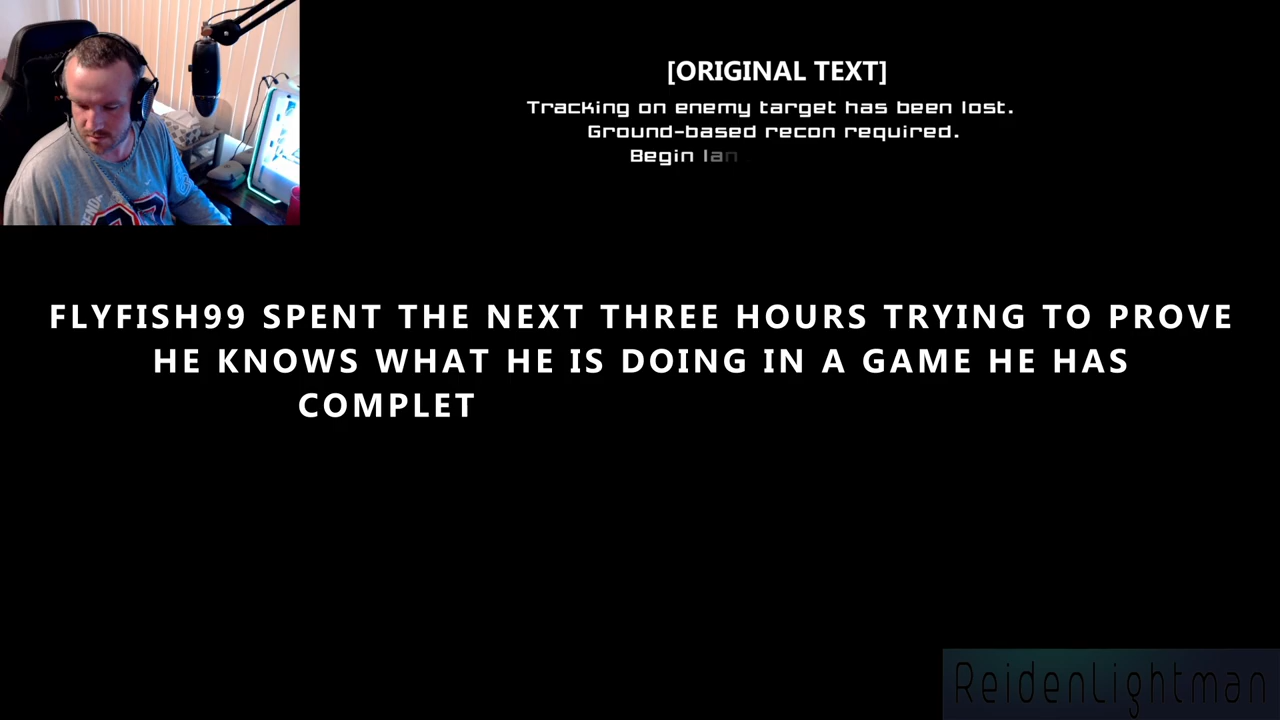 [ORIGINAL TEXT]
Tracking on enemy target has been lost.
Ground-based recon required.
Begin lan
FLYFISH99 SPENT THE NEXT THREE HOURS TRYING TO PROVE
HE KNOWS WHAT HE IS DOING IN A GAME HE HAS
COMPLET
ReidenLightman